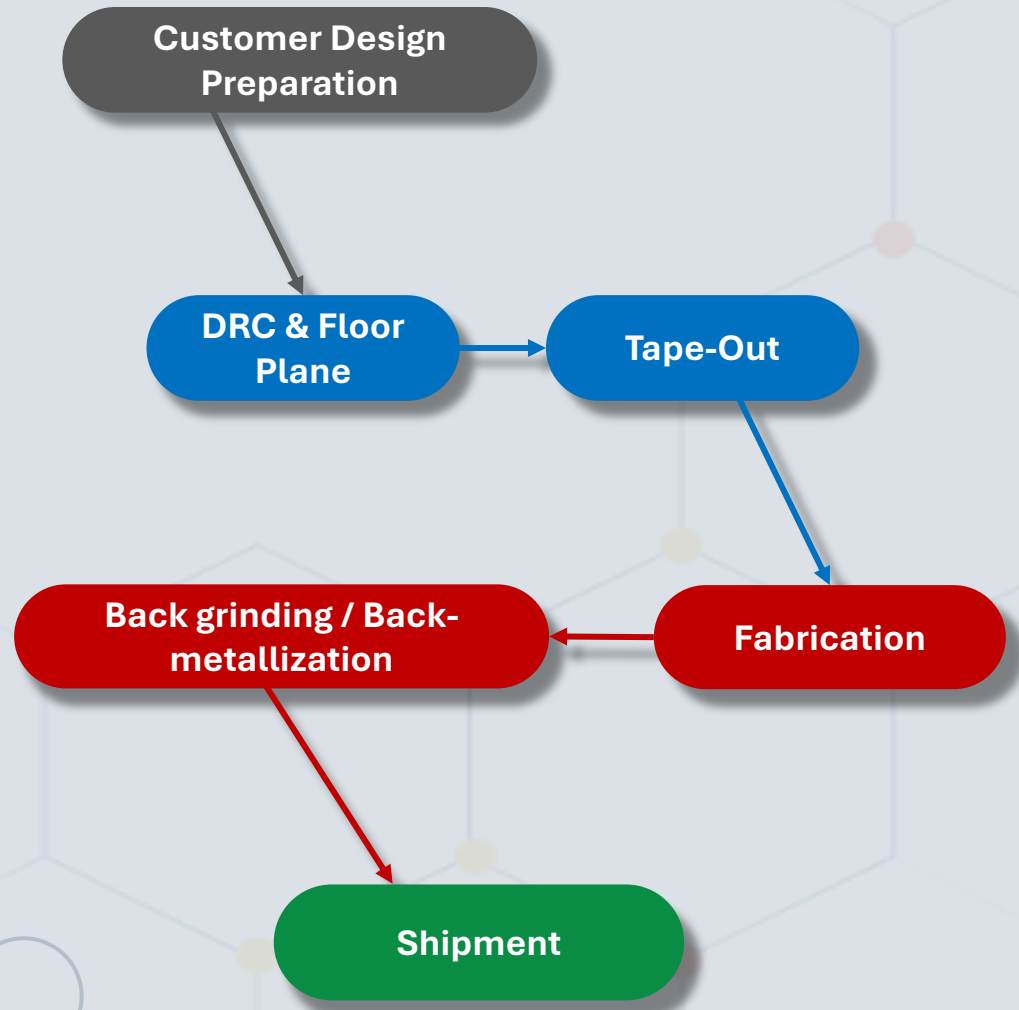 Customer Design
Preparation
DRC & Floor
Plane
Tape-Out
Back grinding / Back-
metallization
Fabrication
Shipment